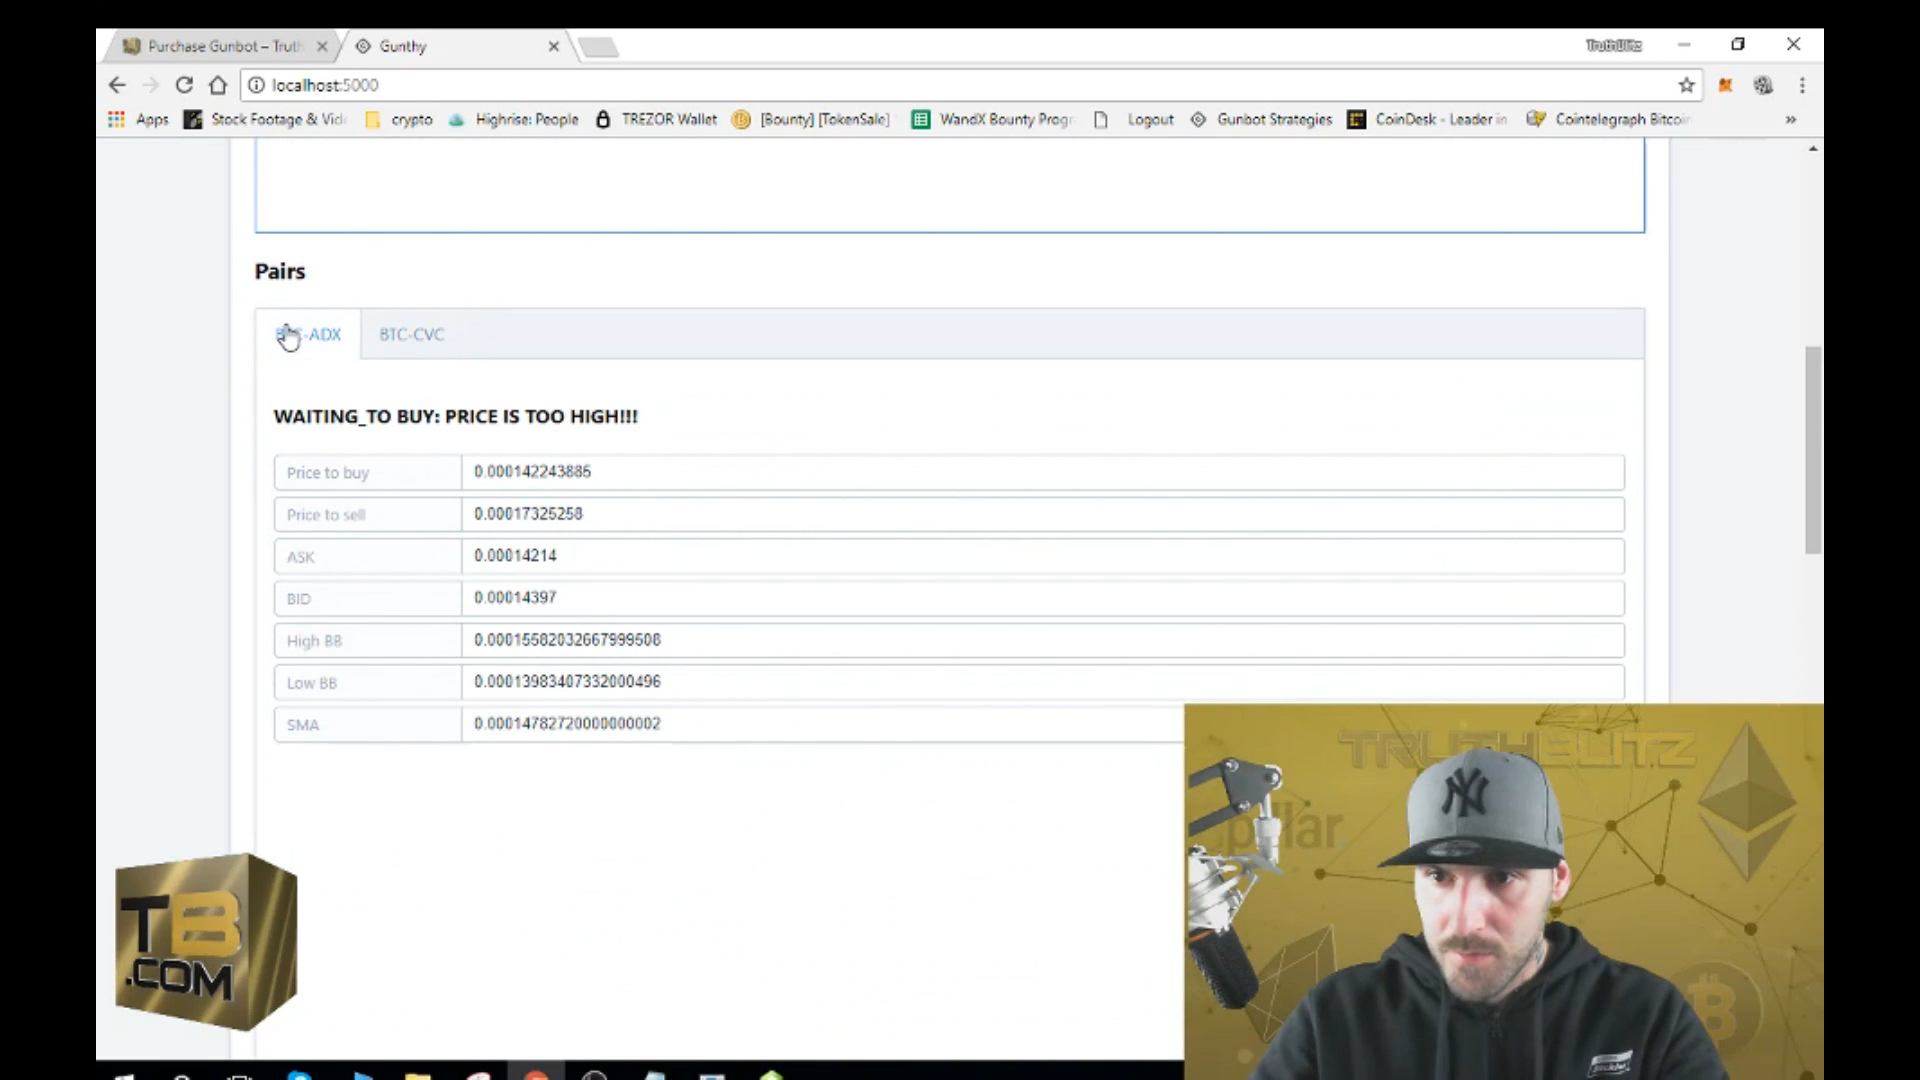 Purchase Gunbot – Truth
Gunthy
TruthBlitz
localhost:5000
Apps
Stock Footage & Vid
crypto
Highrise: People
TREZOR Wallet
[Bounty] [TokenSale]
WandX Bounty Progr
Logout
Gunbot Strategies
CoinDesk - Leader in
Cointelegraph Bitcoin
»
Pairs
-ADX
BTC-CVC
WAITING_TO BUY: PRICE IS TOO HIGH!!!
Price to buy 0.000142243885
Price to sell 0.00017325258
ASK 0.00014214
BID 0.00014397
High BB 0.00015582032667999508
Low BB 0.00013983407332000496
SMA 0.00014782720000000002
TB
.COM
NY